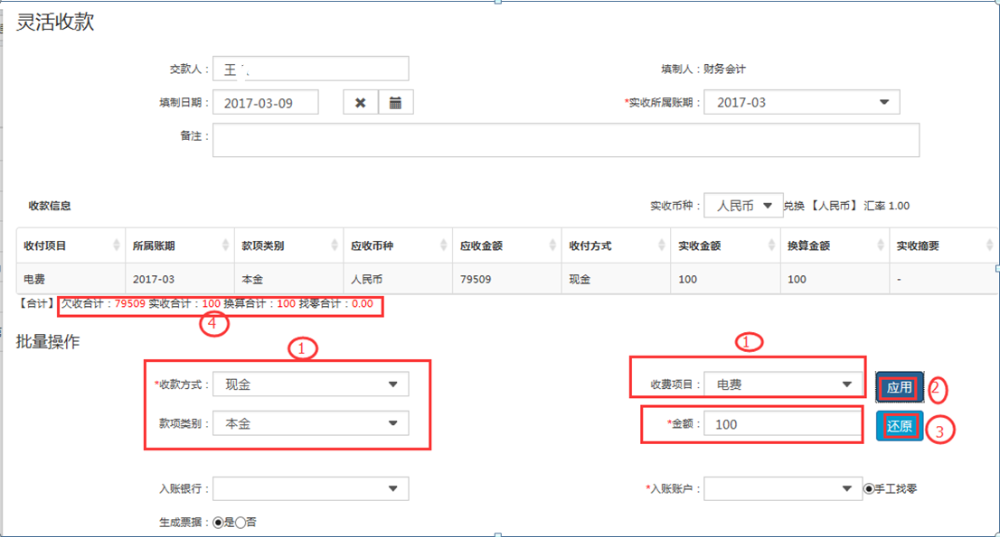 灵活收款
交款人： 王 填制人：财务会计
填制日期： 2017-03-09 *实收所属账期： 2017-03
备注：
收款信息 实收币种： 人民币 兑换 【人民币】 汇率 1.00
收付项目 所属账期 款项类别 应收币种 应收金额 收付方式 实收金额 换算金额 实收摘要
电费 2017-03 本金 人民币 79509 现金 100 100 -
【合计】 欠收合计：79509 实收合计：100 换算合计：100 找零合计：0.00
4
批量操作
1 1
*收款方式： 现金 收费项目： 电费 应用 2
款项类别： 本金 *金额： 100 还原 3
入账银行： *入账账户： 手工找零
生成票据： 是 否